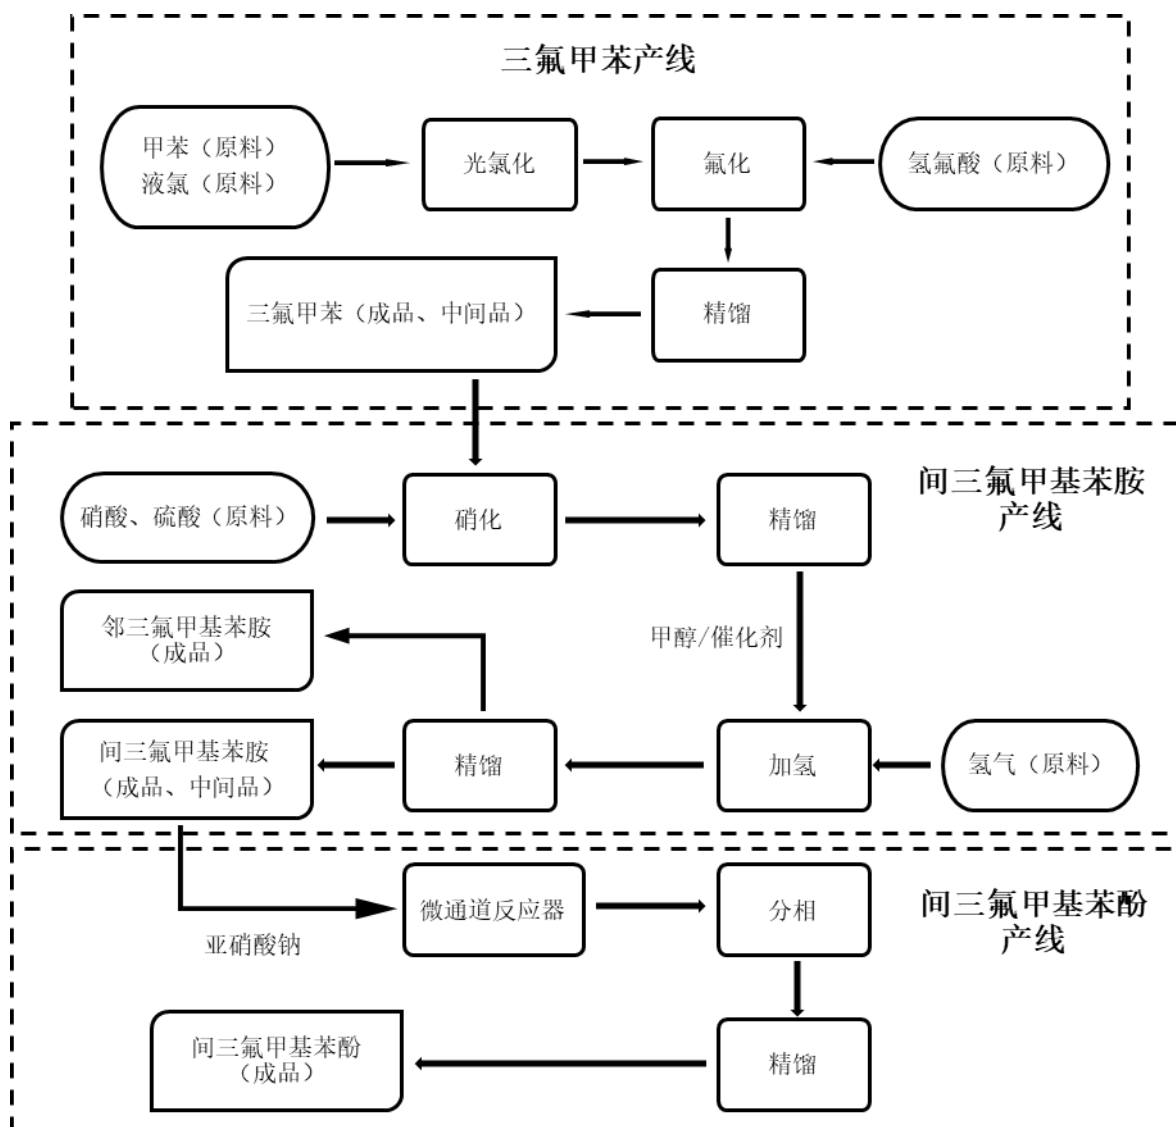 三氟甲苯产线
甲苯（原料）
液氯（原料）
光氯化
氟化
氢氟酸（原料）
三氟甲苯（成品、中间品）
精馏
间三氟甲基苯胺
产线
硝酸、硫酸（原料）
硝化
精馏
邻三氟甲基苯胺
（成品）
甲醇/催化剂
间三氟甲基苯胺
（成品、中间品）
精馏
加氢
氢气（原料）
微通道反应器
分相
间三氟甲基苯酚
产线
亚硝酸钠
间三氟甲基苯酚
（成品）
精馏